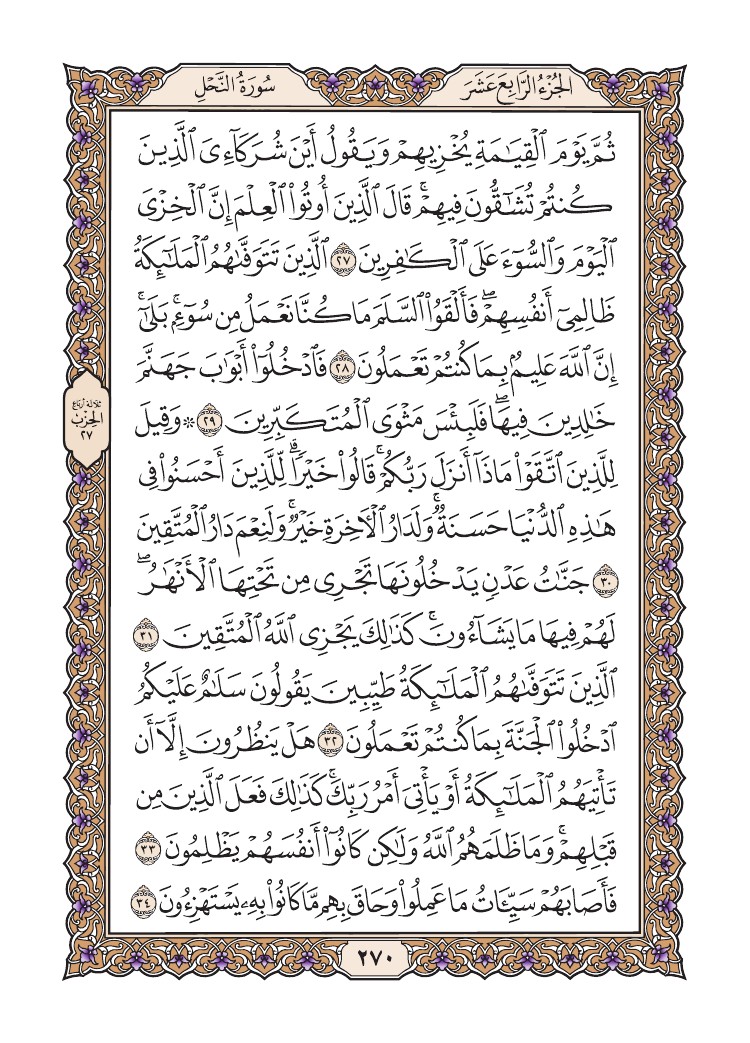 الجُزْءُ الرَّابِعَ عَشَرَ
سُورَةُ النَّحْلِ
ثُمَّ يَوْمَ ٱلْقِيَٰمَةِ يُخْزِيهِمْ وَيَقُولُ أَيْنَ شُرَكَآءِىَ ٱلَّذِينَ
كُنتُمْ تُشَٰٓقُّونَ فِيهِمْۚ قَالَ ٱلَّذِينَ أُوتُوا۟ ٱلْعِلْمَ إِنَّ ٱلْخِزْىَ
ٱلْيَوْمَ وَٱلسُّوٓءَ عَلَى ٱلْكَٰفِرِينَ ٢٧ ٱلَّذِينَ تَتَوَفَّىٰهُمُ ٱلْمَلَٰٓئِكَةُ
ظَالِمِىٓ أَنفُسِهِمْۖ فَأَلْقَوُا۟ ٱلسَّلَمَ مَا كُنَّا نَعْمَلُ مِن سُوٓءٍۭۚ بَلَىٰٓۚ
إِنَّ ٱللَّهَ عَلِيمٌۢ بِمَا كُنتُمْ تَعْمَلُونَ ٢٨ فَٱدْخُلُوٓا۟ أَبْوَٰبَ جَهَنَّمَ
خَٰلِدِينَ فِيهَاۖ فَلَبِئْسَ مَثْوَى ٱلْمُتَكَبِّرِينَ ٢٩ ۞ وَقِيلَ
لِلَّذِينَ ٱتَّقَوْا۟ مَاذَآ أَنزَلَ رَبُّكُمْۚ قَالُوا۟ خَيْرًاۗ لِّلَّذِينَ أَحْسَنُوا۟ فِى
هَٰذِهِ ٱلدُّنْيَا حَسَنَةٌۚ وَلَدَارُ ٱلْءَاخِرَةِ خَيْرٌۚ وَلَنِعْمَ دَارُ ٱلْمُتَّقِينَ
٣٠ جَنَّٰتُ عَدْنٍ يَدْخُلُونَهَا تَجْرِى مِن تَحْتِهَا ٱلْأَنْهَٰرُۖ
لَهُمْ فِيهَا مَا يَشَآءُونَۚ كَذَٰلِكَ يَجْزِى ٱللَّهُ ٱلْمُتَّقِينَ ٣١
ٱلَّذِينَ تَتَوَفَّىٰهُمُ ٱلْمَلَٰٓئِكَةُ طَيِّبِينَ يَقُولُونَ سَلَٰمٌ عَلَيْكُمُ
ٱدْخُلُوا۟ ٱلْجَنَّةَ بِمَا كُنتُمْ تَعْمَلُونَ ٣٢ هَلْ يَنظُرُونَ إِلَّآ أَن
تَأْتِيَهُمُ ٱلْمَلَٰٓئِكَةُ أَوْ يَأْتِىَ أَمْرُ رَبِّكَۚ كَذَٰلِكَ فَعَلَ ٱلَّذِينَ مِن
قَبْلِهِمْۚ وَمَا ظَلَمَهُمُ ٱللَّهُ وَلَٰكِن كَانُوٓا۟ أَنفُسَهُمْ يَظْلِمُونَ ٣٣
فَأَصَابَهُمْ سَيِّـَٔاتُ مَا عَمِلُوا۟ وَحَاقَ بِهِم مَّا كَانُوا۟ بِهِۦ يَسْتَهْزِءُونَ ٣٤
ثلاثة أرباع
الحِزْب
٢٧
٢٧٠